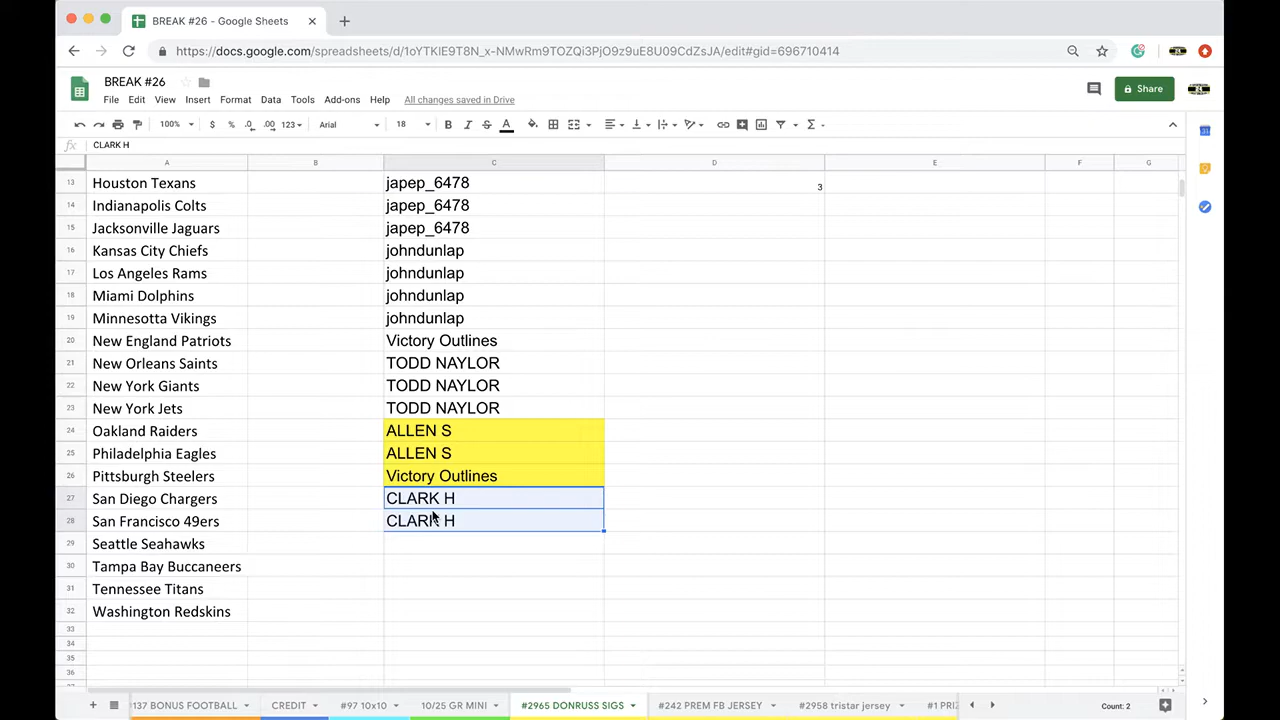 BREAK #26 - Google Sheets
https://docs.google.com/spreadsheets/d/1oYTKlE9T8N_x-NMwRm9TOZQi3PjO9z9uE8U09CdZsJA/edit#gid=696710414
BREAK #26
File Edit View Insert Format Data Tools Add-ons Help All changes saved in Drive
Share
100% $ % .0 .00 123 Arial 18 B I S A
fx CLARK H
A B C D E F G
13 Houston Texans japep_6478 3
14 Indianapolis Colts japep_6478
15 Jacksonville Jaguars japep_6478
16 Kansas City Chiefs johndunlap
17 Los Angeles Rams johndunlap
18 Miami Dolphins johndunlap
19 Minnesotta Vikings johndunlap
20 New England Patriots Victory Outlines
21 New Orleans Saints TODD NAYLOR
22 New York Giants TODD NAYLOR
23 New York Jets TODD NAYLOR
24 Oakland Raiders ALLEN S
25 Philadelphia Eagles ALLEN S
26 Pittsburgh Steelers Victory Outlines
27 San Diego Chargers CLARK H
28 San Francisco 49ers CLARK H
29 Seattle Seahawks
30 Tampa Bay Buccaneers
31 Tennessee Titans
32 Washington Redskins
33
34
35
36
137 BONUS FOOTBALL CREDIT #97 10x10 10/25 GR MINI #2965 DONRUSS SIGS #242 PREM FB JERSEY #2958 tristar jersey #1 PRIZ Count: 2